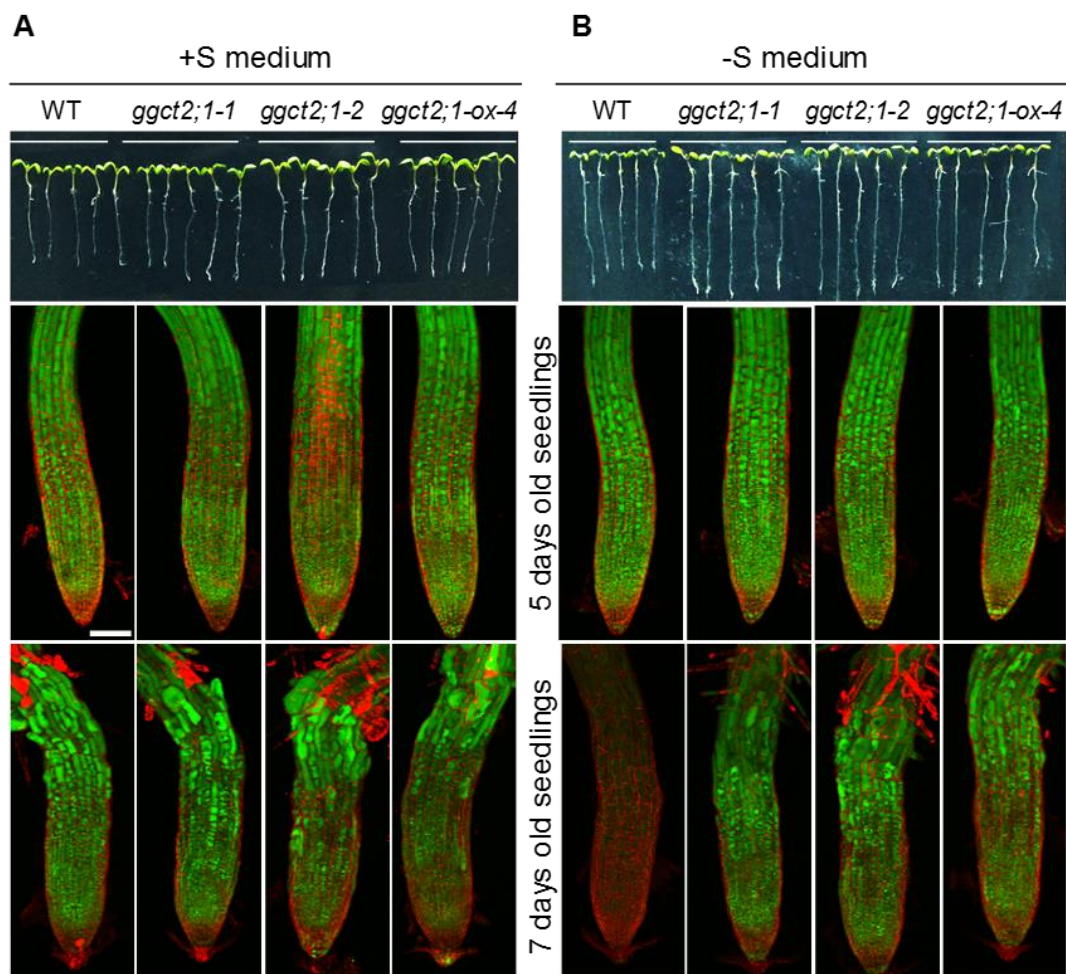 A
+S medium
WT ggct2;1-1 ggct2;1-2 ggct2;1-ox-4
B
-S medium
WT ggct2;1-1 ggct2;1-2 ggct2;1-ox-4
5 days old seedlings
7 days old seedlings